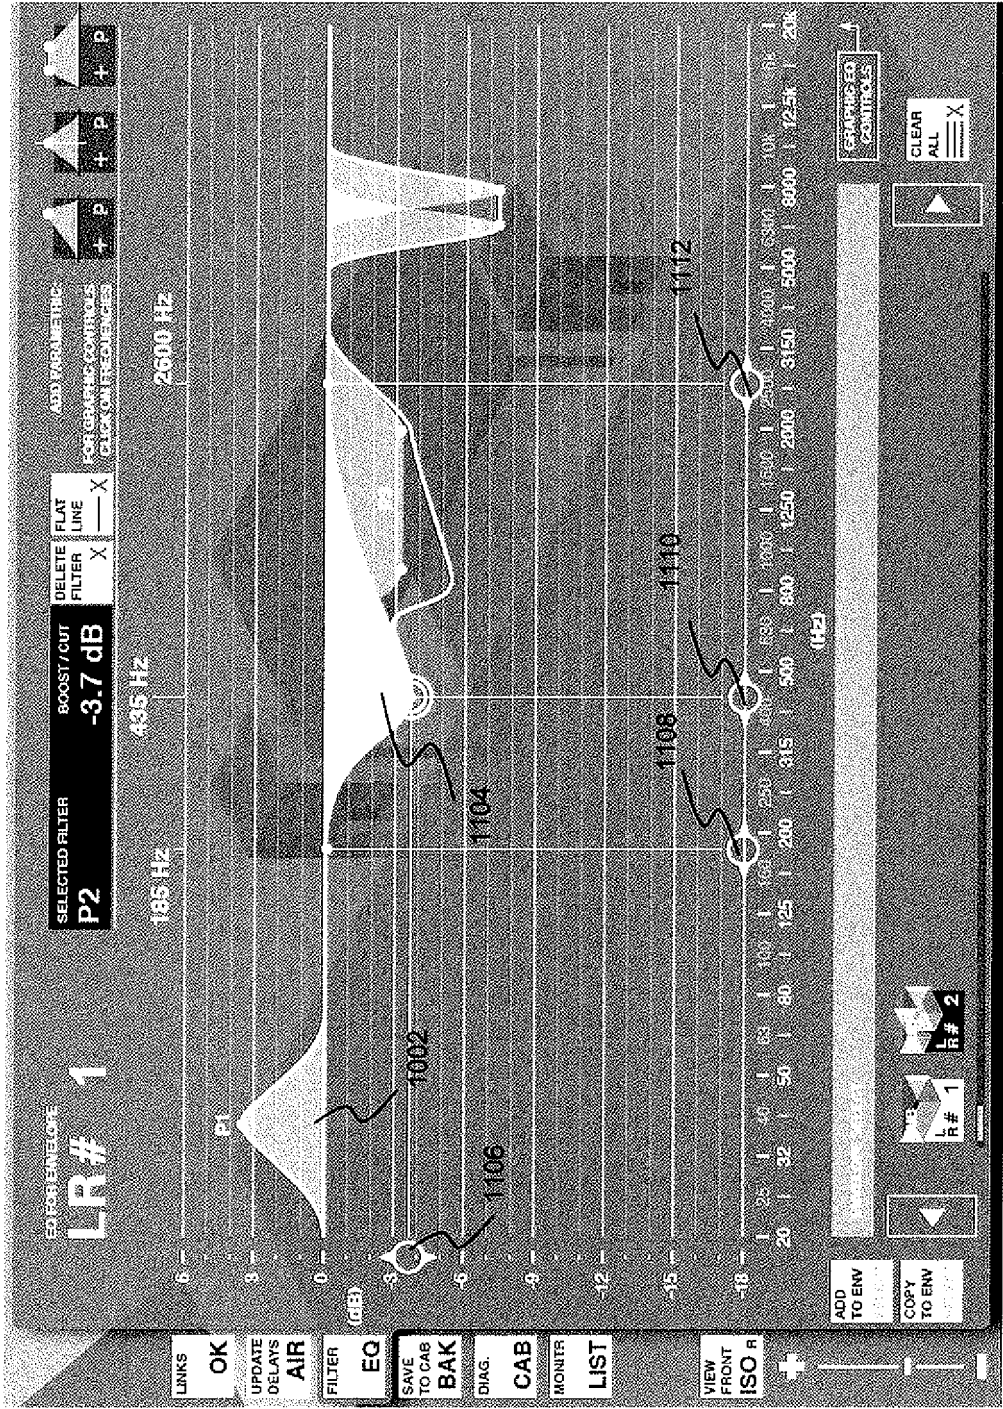 EQ FOR ENVELOPE
LR# 1
SELECTED FILTER
P2
BOOST / CUT
-3.7 dB
DELETE
FILTER
X
FLAT
LINE
X
ADD PARAMETRIC:
FOR GRAPHIC CONTROLS
CLICK ON FREQUENCIES
+ P
+ P
+ P
185 Hz
435 Hz
2600 Hz
LINKS
OK
UPDATE
DELAYS
AIR
FILTER
EQ
SAVE
TO CAB
BAK
DIAG.
CAB
MONITR
LIST
VIEW
FRONT
ISO R
6
3
0
(dB)
-3
-6
-9
-12
-15
-18
P1
1002
1104
1106
1108
1110
1112
20 25 32 40 50 63 80 100 125 160 200 250 315 400 500 630 800 1000 1250 1600 2000 2500 3150 4000 5000 6300 8000 10k 12.5k 16k 20k
(Hz)
ADD
TO ENV
COPY
TO ENV
L
R# 1
L
R# 2
GRAPHIC EQ
CONTROLS
CLEAR
ALL
X